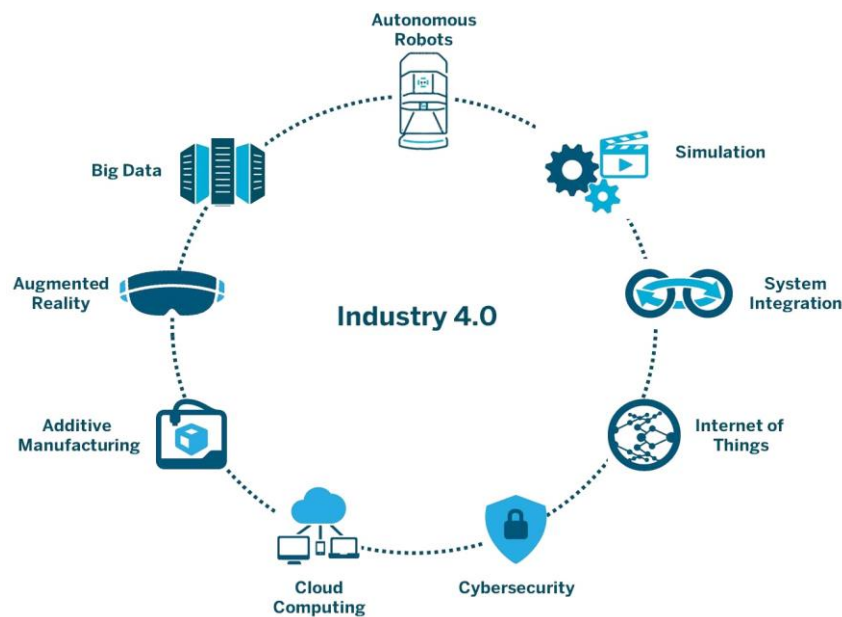 Autonomous
Robots
Simulation
Big Data
System
Integration
Augmented
Reality
Industry 4.0
Internet of
Things
Additive
Manufacturing
Cybersecurity
Cloud
Computing